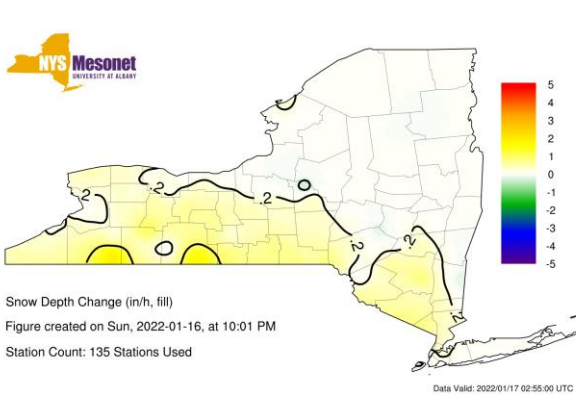 NYS Mesonet
UNIVERSITY AT ALBANY
5
4
3
2
1
0
-1
-2
-3
-4
-5
.2
.2
.2
.2
.2
.2
Snow Depth Change (in/h, fill)
Figure created on Sun, 2022-01-16, at 10:01 PM
Station Count: 135 Stations Used
Data Valid: 2022/01/17 02:55:00 UTC